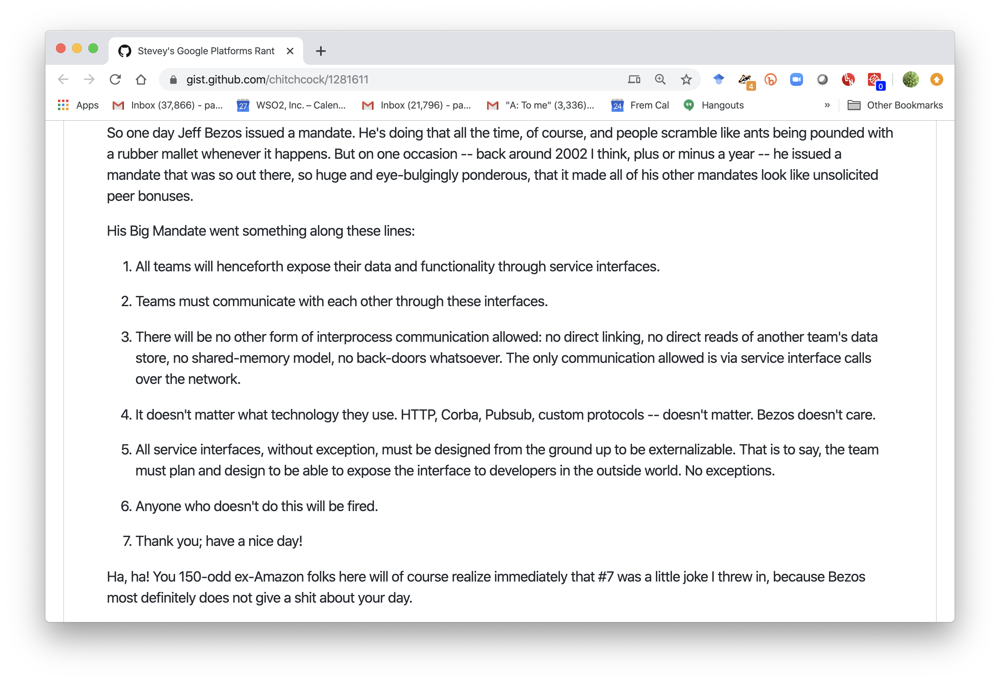 Stevey's Google Platforms Rant
gist.github.com/chitchcock/1281611
4
0
Apps
Inbox (37,866) - pa...
27
WSO2, Inc. – Calen...
Inbox (21,796) - pa...
"A: To me" (3,336)...
24
Frem Cal
Hangouts
»
Other Bookmarks
So one day Jeff Bezos issued a mandate. He's doing that all the time, of course, and people scramble like ants being pounded with
a rubber mallet whenever it happens. But on one occasion -- back around 2002 I think, plus or minus a year -- he issued a
mandate that was so out there, so huge and eye-bulgingly ponderous, that it made all of his other mandates look like unsolicited
peer bonuses.
His Big Mandate went something along these lines:
1. All teams will henceforth expose their data and functionality through service interfaces.
2. Teams must communicate with each other through these interfaces.
3. There will be no other form of interprocess communication allowed: no direct linking, no direct reads of another team's data
store, no shared-memory model, no back-doors whatsoever. The only communication allowed is via service interface calls
over the network.
4. It doesn't matter what technology they use. HTTP, Corba, Pubsub, custom protocols -- doesn't matter. Bezos doesn't care.
5. All service interfaces, without exception, must be designed from the ground up to be externalizable. That is to say, the team
must plan and design to be able to expose the interface to developers in the outside world. No exceptions.
6. Anyone who doesn't do this will be fired.
7. Thank you; have a nice day!
Ha, ha! You 150-odd ex-Amazon folks here will of course realize immediately that #7 was a little joke I threw in, because Bezos
most definitely does not give a shit about your day.